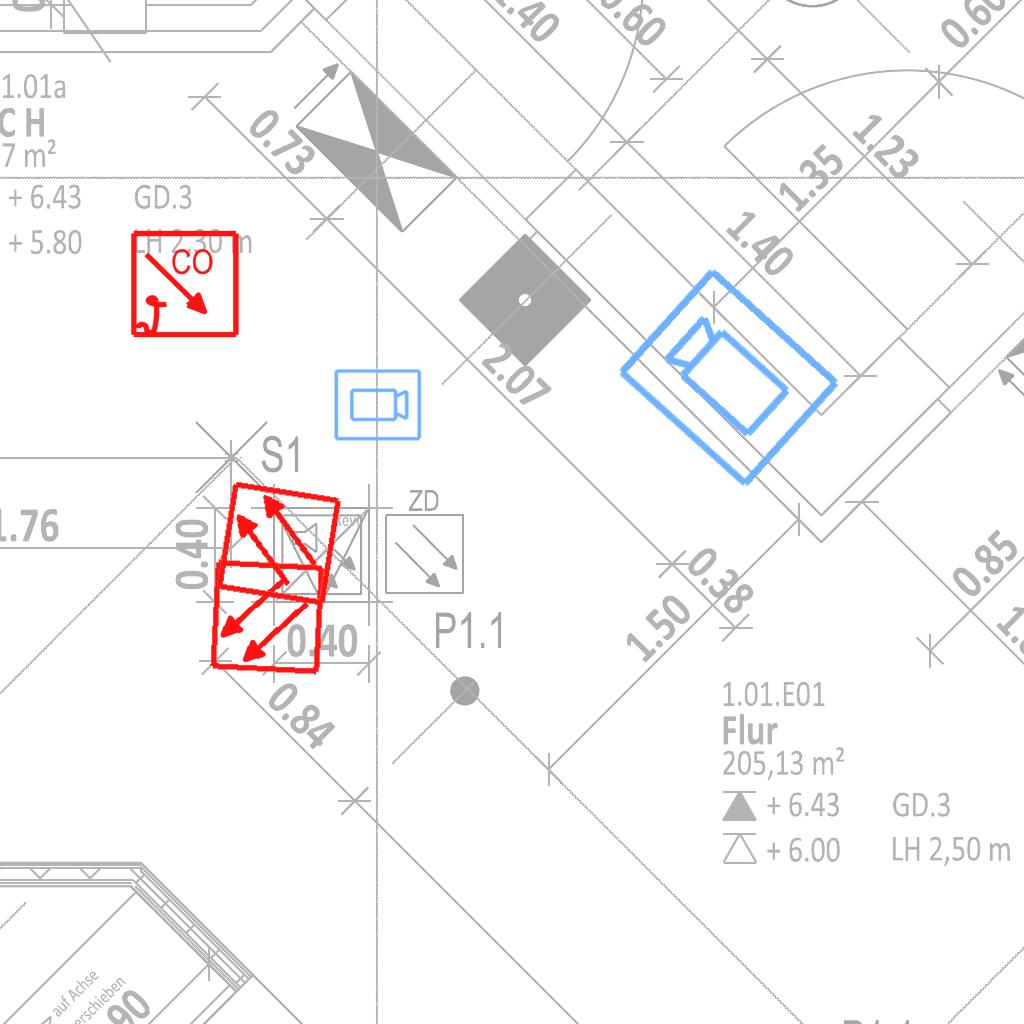 1.40
0.60
0.60
1.01a
C H
7 m²
+ 6.43 GD.3
+ 5.80 LH 2,30 m
CO
0.73
1.23
1.35
1.40
2.07
S1
ZD
1.76
0.40
0.40
P1.1
0.38
1.50
0.85
0.84
1.01.E01
Flur
205,13 m²
+ 6.43 GD.3
+ 6.00 LH 2,50 m
auf Achse
erschieben
90